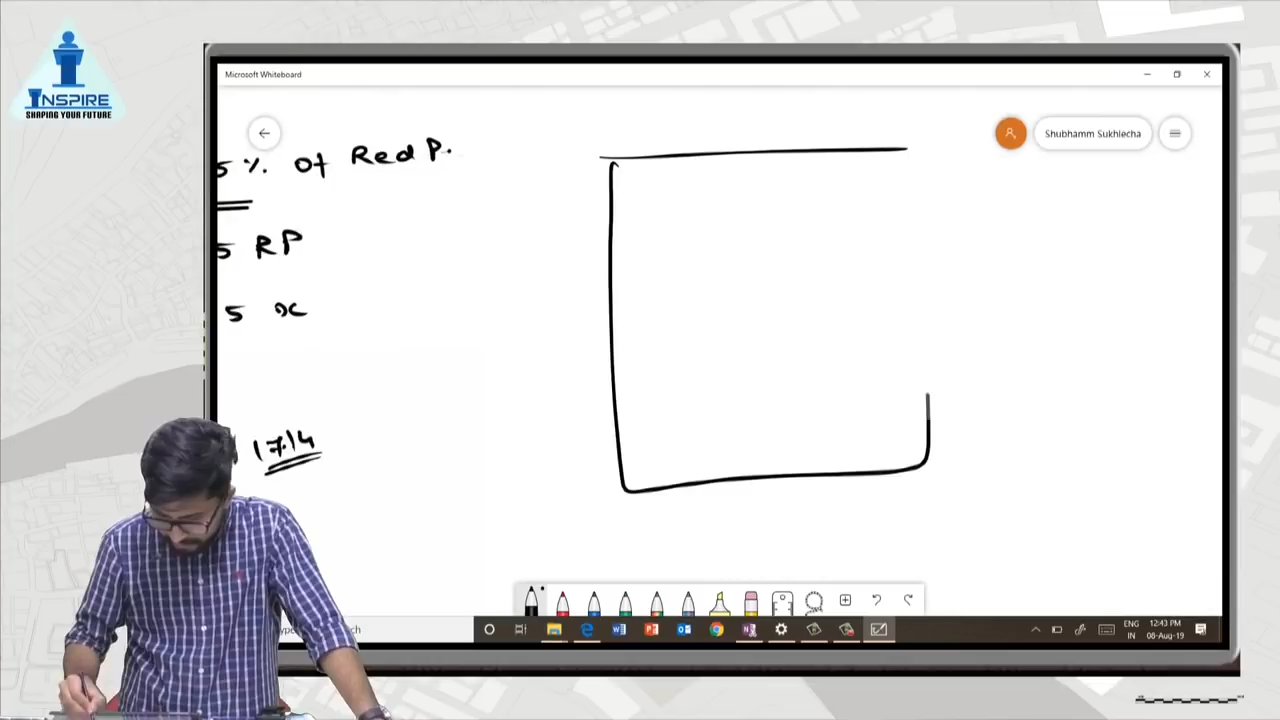 INSPIRE
SHAPING YOUR FUTURE
Microsoft Whiteboard
Shubhamm Sukhlecha
5 % Of Red P.
5 RP
5 x
17.14
ENG
IN
12:43 PM
08-Aug-19